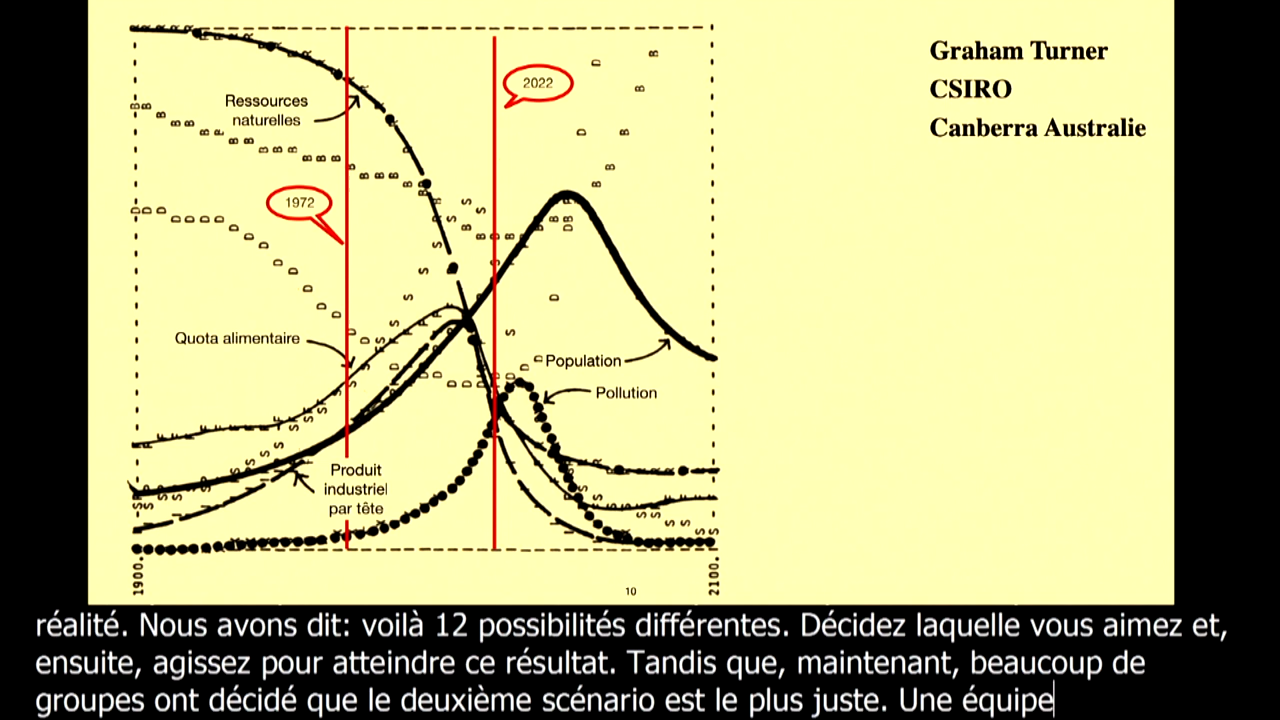 Graham Turner
CSIRO
Canberra Australie
2022
Ressources
naturelles
1972
Quota alimentaire
Population
Pollution
Produit
industriel
par tête
1900.
2100.
10
réalité. Nous avons dit: voilà 12 possibilités différentes. Décidez laquelle vous aimez et,
ensuite, agissez pour atteindre ce résultat. Tandis que, maintenant, beaucoup de
groupes ont décidé que le deuxième scénario est le plus juste. Une équipe